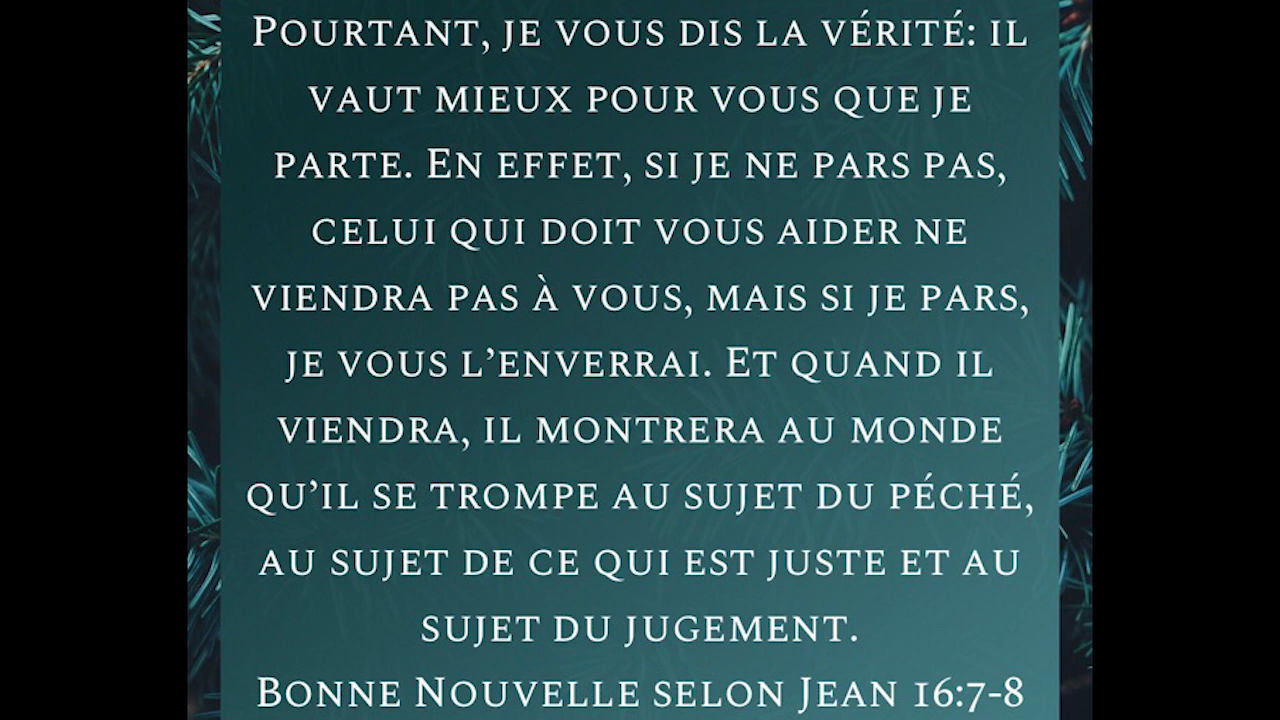 Pourtant, je vous dis la vérité: il
vaut mieux pour vous que je
parte. En effet, si je ne pars pas,
celui qui doit vous aider ne
viendra pas à vous, mais si je pars,
je vous l’enverrai. Et quand il
viendra, il montrera au monde
qu’il se trompe au sujet du péché,
au sujet de ce qui est juste et au
sujet du jugement.
Bonne Nouvelle selon Jean 16:7-8